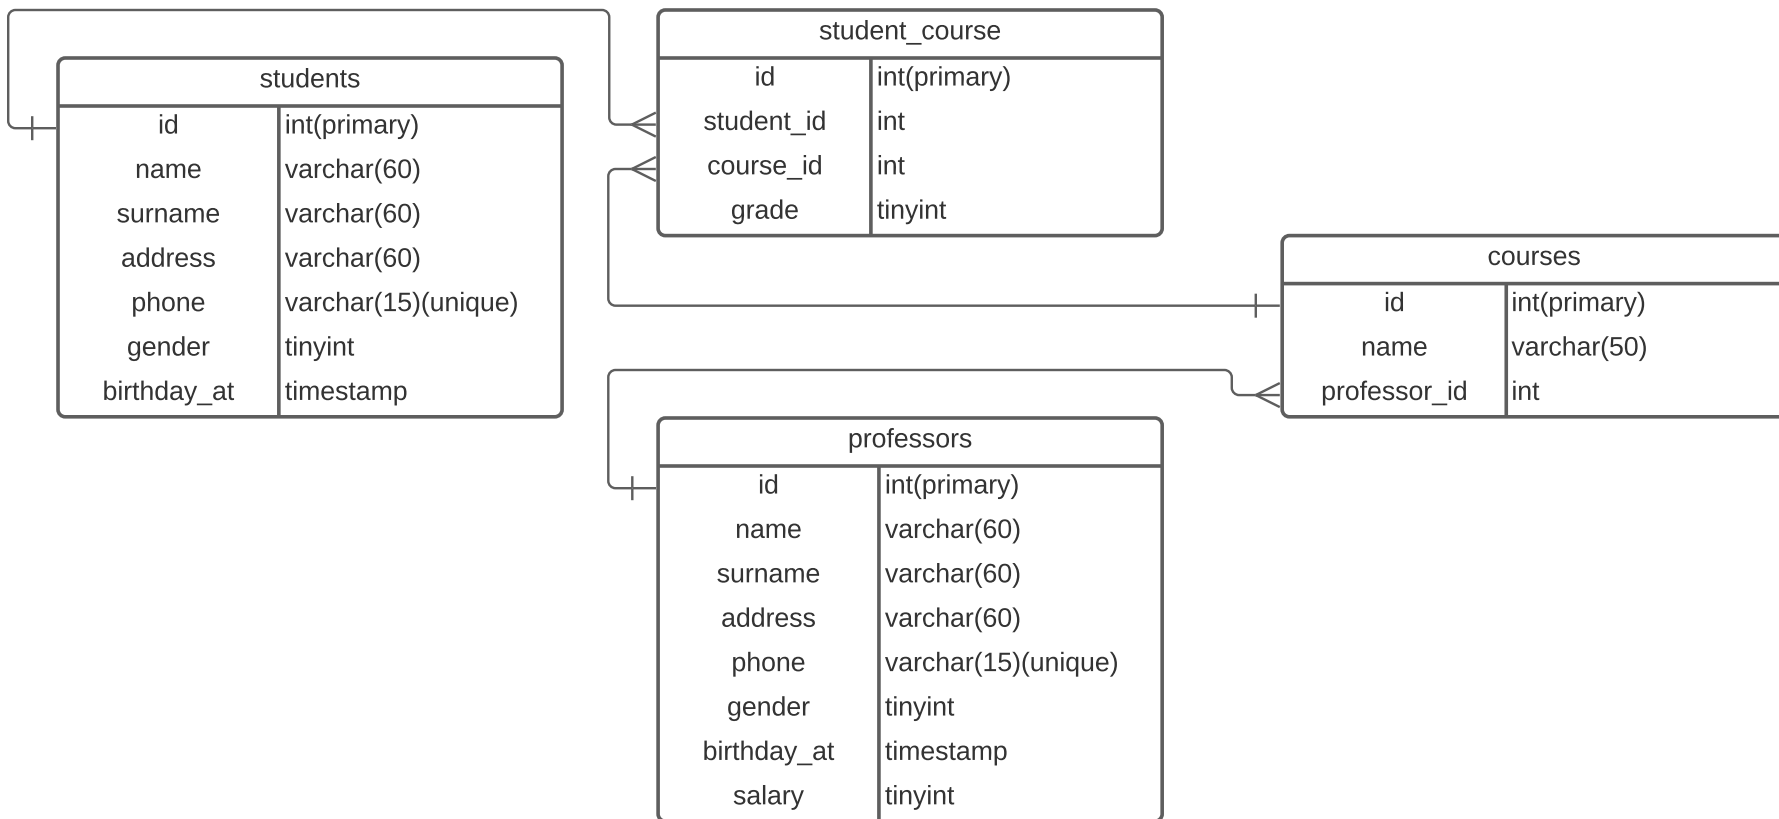 student_course
id int(primary)
student_id int
course_id int
grade tinyint
students
id int(primary)
name varchar(60)
surname varchar(60)
address varchar(60)
phone varchar(15)(unique)
gender tinyint
birthday_at timestamp
courses
id int(primary)
name varchar(50)
professor_id int
professors
id int(primary)
name varchar(60)
surname varchar(60)
address varchar(60)
phone varchar(15)(unique)
gender tinyint
birthday_at timestamp
salary tinyint